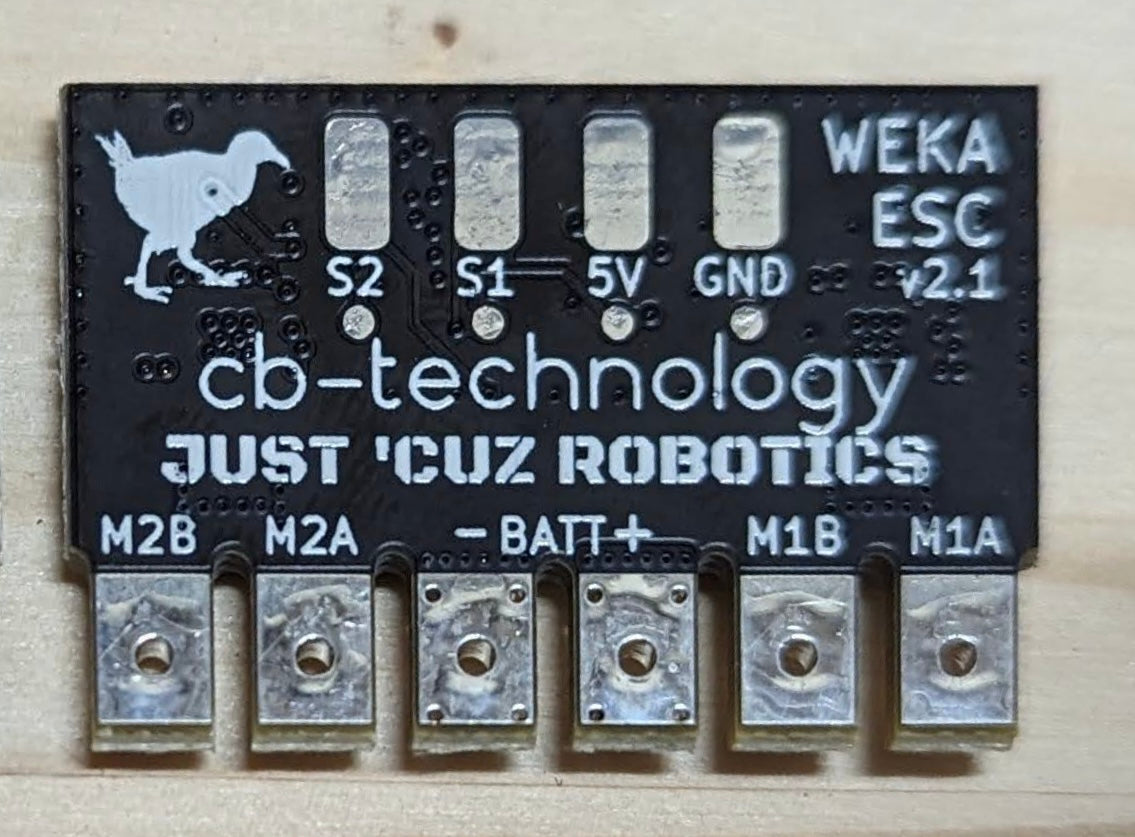 WEKA
ESC
v2.1
S2 S1 5V GND
cb-technology
JUST 'CUZ ROBOTICS
M2B M2A -BATT+ M1B M1A